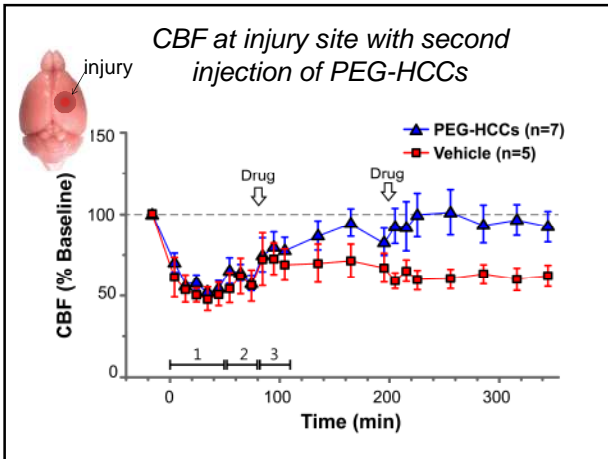 CBF at injury site with second
injection of PEG-HCCs
injury
PEG-HCCs (n=7)
Vehicle (n=5)
Drug
Drug
150
100
50
0
CBF (% Baseline)
1
2
3
0
100
200
300
Time (min)